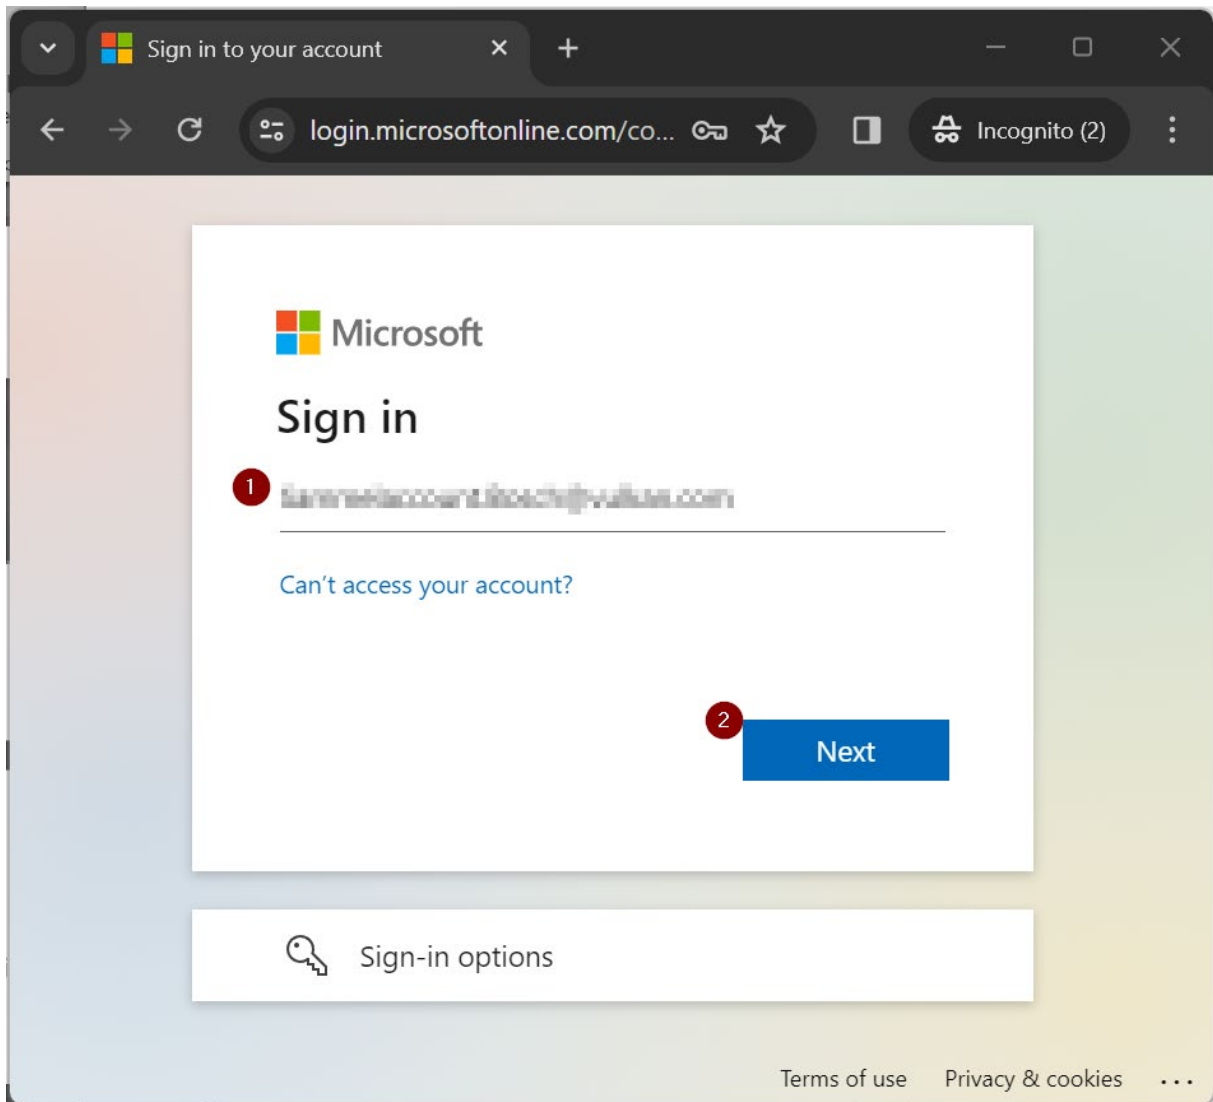 Sign in to your account
login.microsoftonline.com/co...
Incognito (2)
Microsoft
Sign in
1
Can't access your account?
2
Next
Sign-in options
Terms of use Privacy & cookies ...